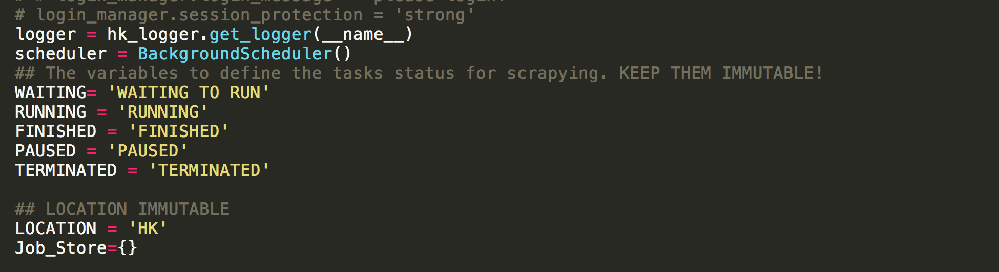 # login_manager.session_protection = 'strong'
logger = hk_logger.get_logger(__name__)
scheduler = BackgroundScheduler()
## The variables to define the tasks status for scrapying. KEEP THEM IMMUTABLE!
WAITING= 'WAITING TO RUN'
RUNNING = 'RUNNING'
FINISHED = 'FINISHED'
PAUSED = 'PAUSED'
TERMINATED = 'TERMINATED'
## LOCATION IMMUTABLE
LOCATION = 'HK'
Job_Store={}